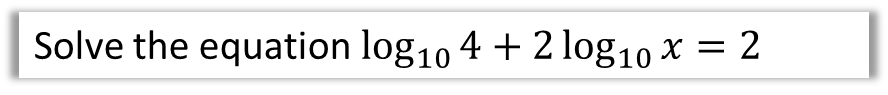 Solve the equation log₁₀ 4 + 2 log₁₀ x = 2